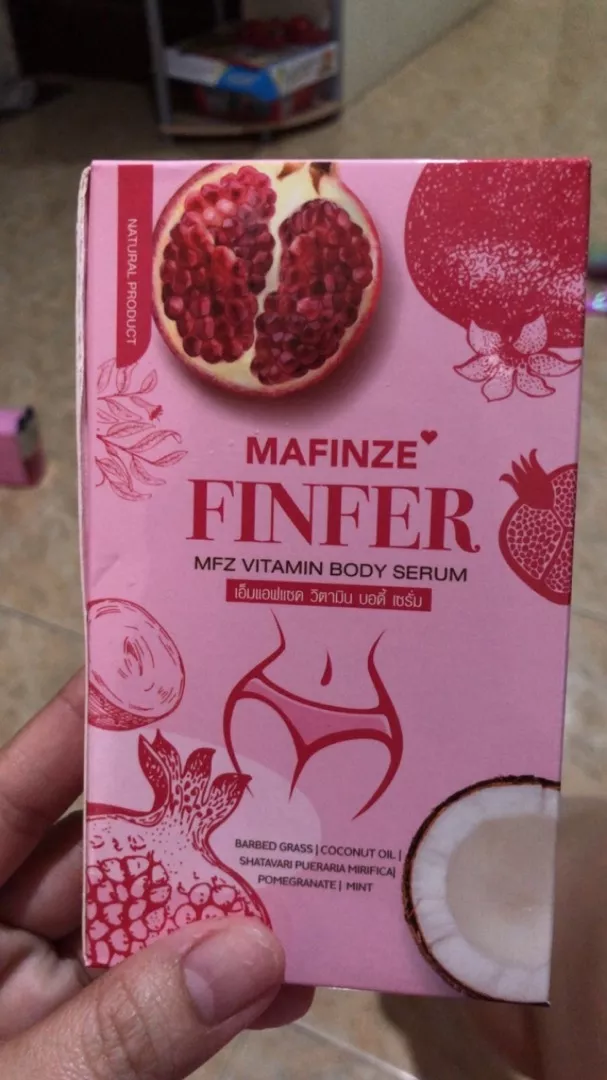 NATURAL PRODUCT
MAFINZE
FINFER
MFZ VITAMIN BODY SERUM
เอ็มแอฟแซด วิตามิน บอดี้ เซรั่ม
BARBED GRASS | COCONUT OIL |
SHATAVARI PUERARIA MIRIFICA|
POMEGRANATE | MINT